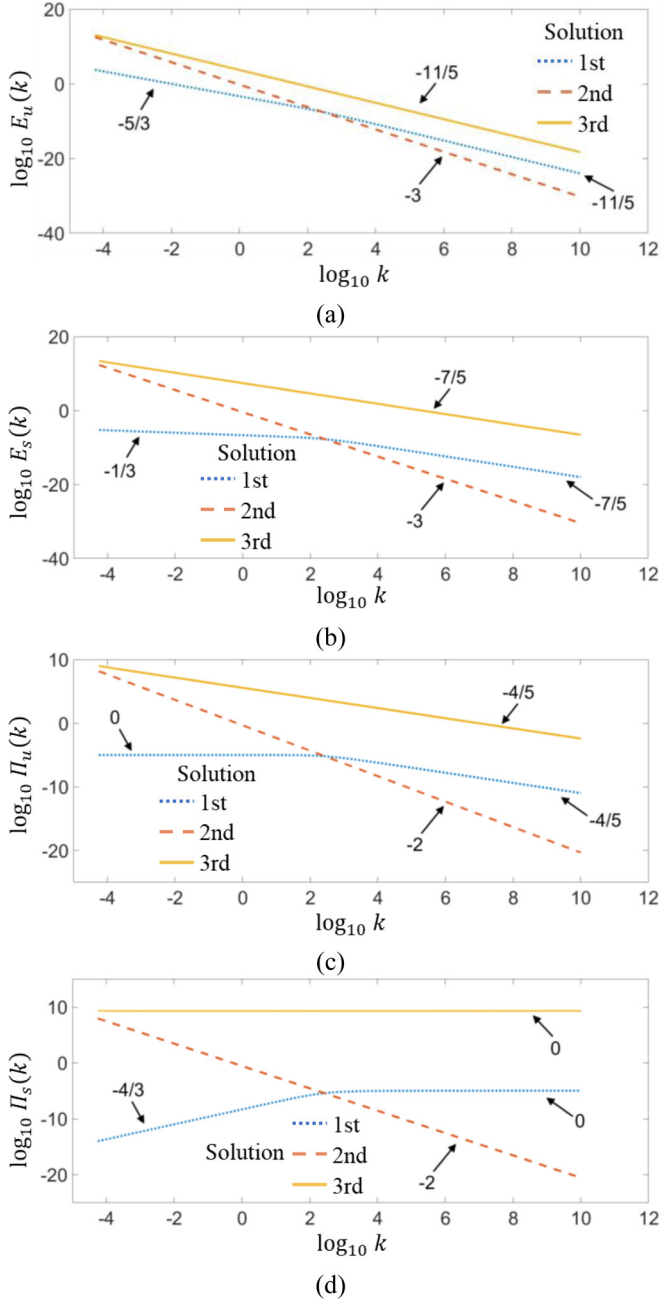 20
0
-20
-40
log₁₀ E_u(k)
Solution
1st
2nd
3rd
-11/5
-5/3
-3
-11/5
-4 -2 0 2 4 6 8 10 12
log₁₀ k
(a)
20
0
-20
-40
log₁₀ E_s(k)
-7/5
Solution
1st
2nd
3rd
-1/3
-3
-7/5
-4 -2 0 2 4 6 8 10 12
log₁₀ k
(b)
10
0
-10
-20
log₁₀ Π_u(k)
0
-4/5
Solution
1st
2nd
3rd
-2
-4/5
-4 -2 0 2 4 6 8 10 12
log₁₀ k
(c)
10
0
-10
-20
log₁₀ Π_s(k)
0
-4/3
0
Solution
1st
2nd
3rd
-2
-4 -2 0 2 4 6 8 10 12
log₁₀ k
(d)